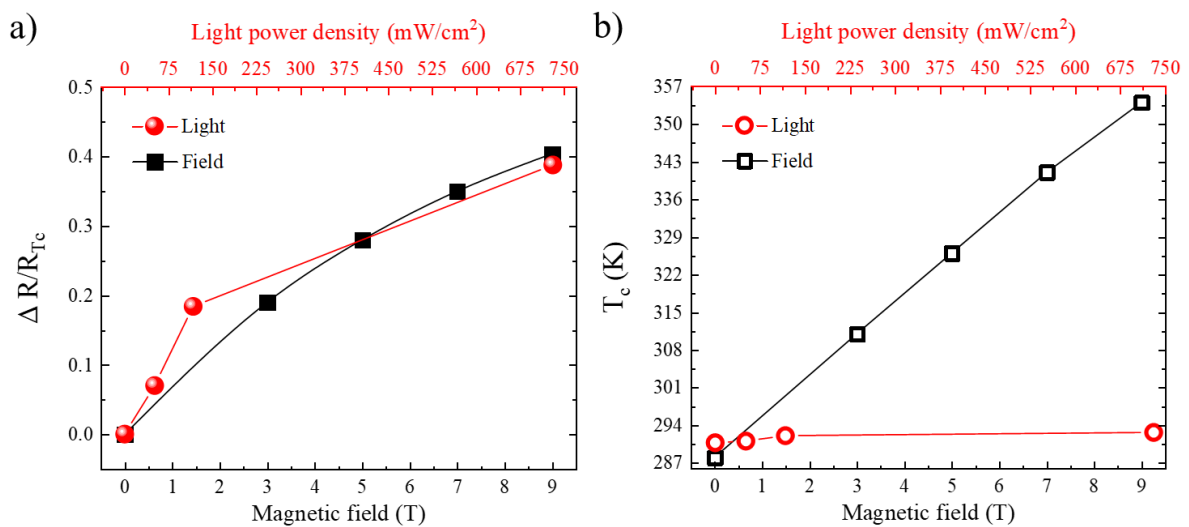 a)
Light power density (mW/cm²)
0 75 150 225 300 375 450 525 600 675 750
0.5
0.4
0.3
0.2
0.1
0.0
Δ R/R_Tc
Light
Field
0 1 2 3 4 5 6 7 8 9
Magnetic field (T)
b)
Light power density (mW/cm²)
0 75 150 225 300 375 450 525 600 675 750
357
350
343
336
329
322
315
308
301
294
287
T_c (K)
Light
Field
0 1 2 3 4 5 6 7 8 9
Magnetic field (T)